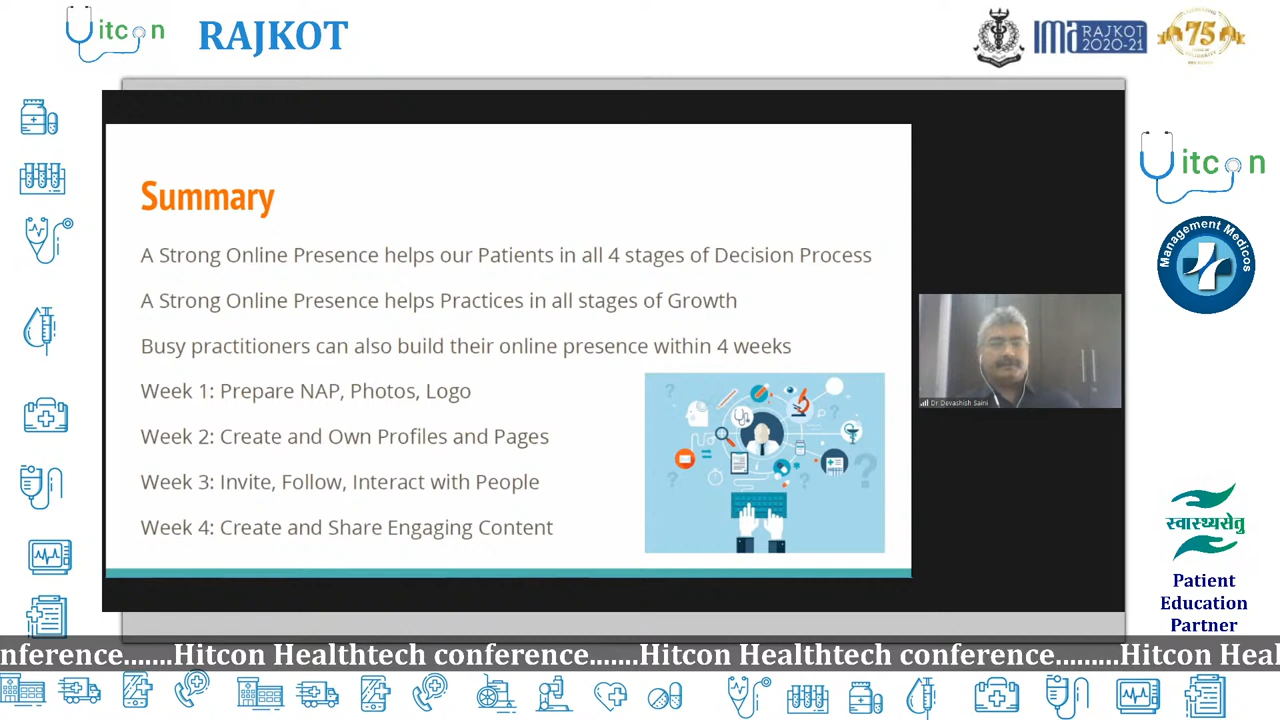 itcon
RAJKOT
ima RAJKOT
2020-21
75
Summary
A Strong Online Presence helps our Patients in all 4 stages of Decision Process
A Strong Online Presence helps Practices in all stages of Growth
Busy practitioners can also build their online presence within 4 weeks
Week 1: Prepare NAP, Photos, Logo
Week 2: Create and Own Profiles and Pages
Week 3: Invite, Follow, Interact with People
Week 4: Create and Share Engaging Content
Dr Devashish Saini
itcon
Management Medicos
स्वास्थ्यसेतु
Patient
Education
Partner
nference.......Hitcon Healthtech conference.......Hitcon Healthtech conference.........Hitcon Heal